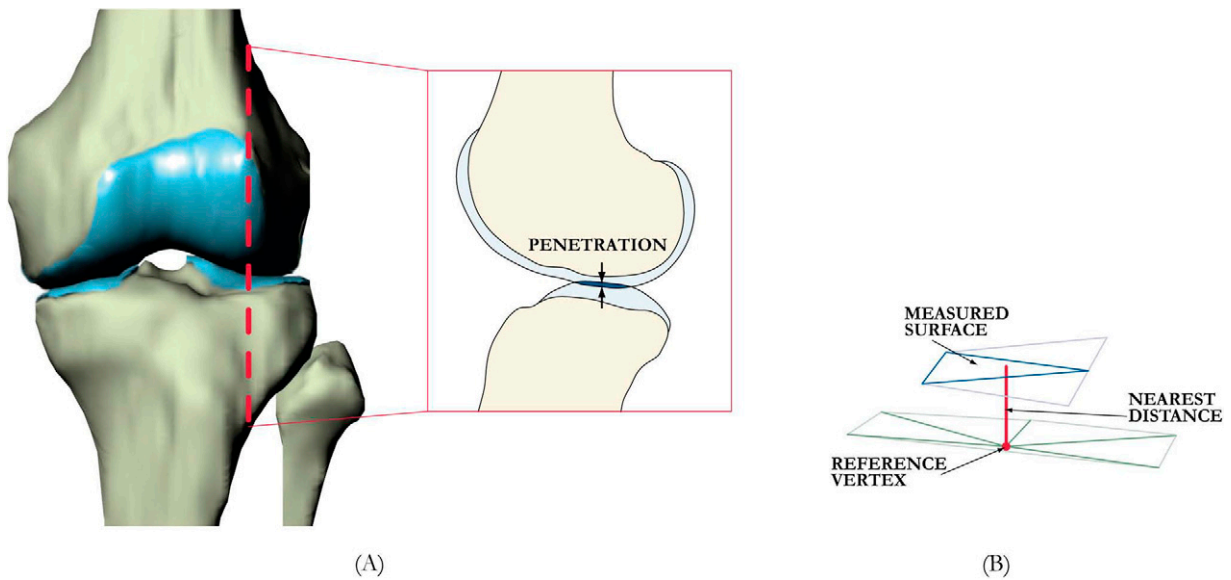 PENETRATION
(A)
MEASURED
SURFACE
NEAREST
DISTANCE
REFERENCE
VERTEX
(B)